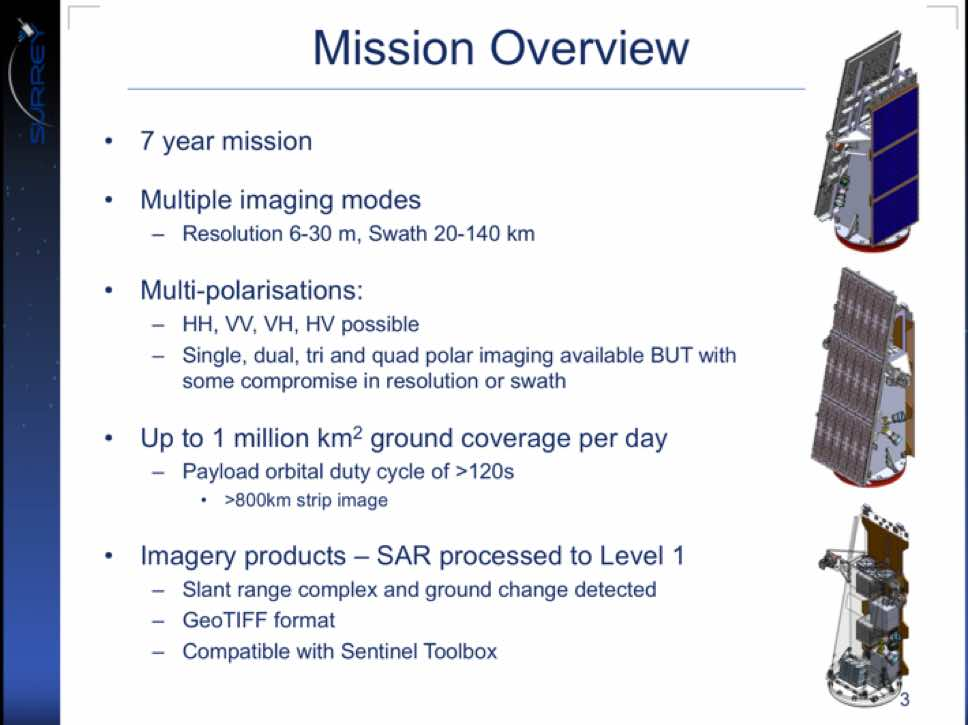 SURREY
Mission Overview
• 7 year mission
• Multiple imaging modes
– Resolution 6-30 m, Swath 20-140 km
• Multi-polarisations:
– HH, VV, VH, HV possible
– Single, dual, tri and quad polar imaging available BUT with
some compromise in resolution or swath
• Up to 1 million km² ground coverage per day
– Payload orbital duty cycle of >120s
• >800km strip image
• Imagery products – SAR processed to Level 1
– Slant range complex and ground change detected
– GeoTIFF format
– Compatible with Sentinel Toolbox
3